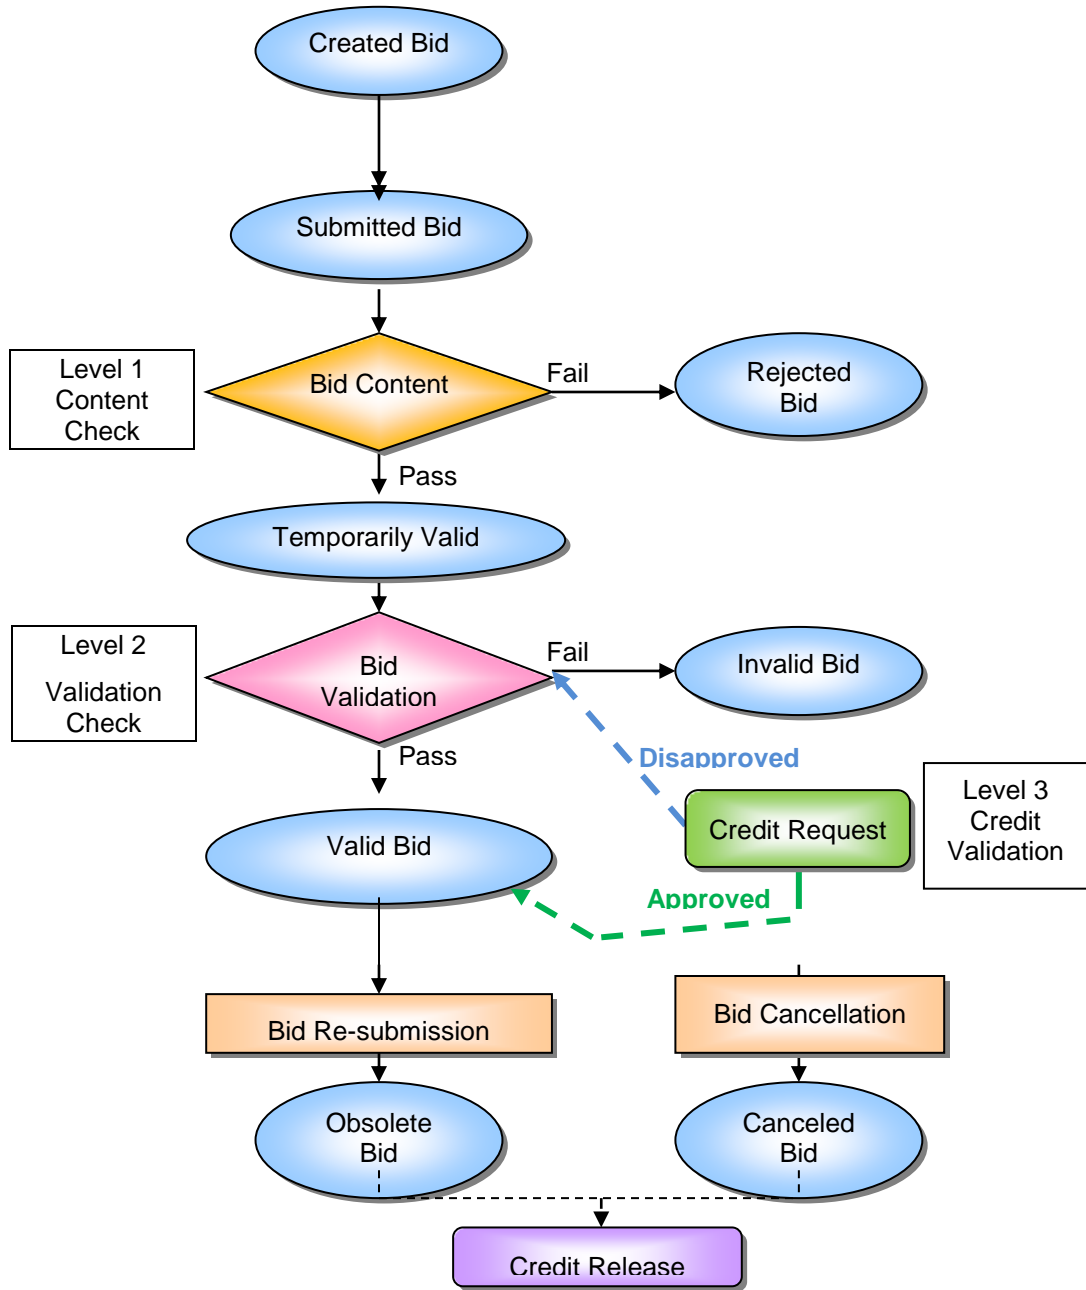 Created Bid
Submitted Bid
Level 1
Content
Check
Bid Content
Fail
Rejected
Bid
Pass
Temporarily Valid
Level 2
Validation
Check
Bid
Validation
Fail
Invalid Bid
Pass
Disapproved
Level 3
Credit
Validation
Credit Request
Valid Bid
Approved
Bid Re-submission
Bid Cancellation
Obsolete
Bid
Canceled
Bid
Credit Release